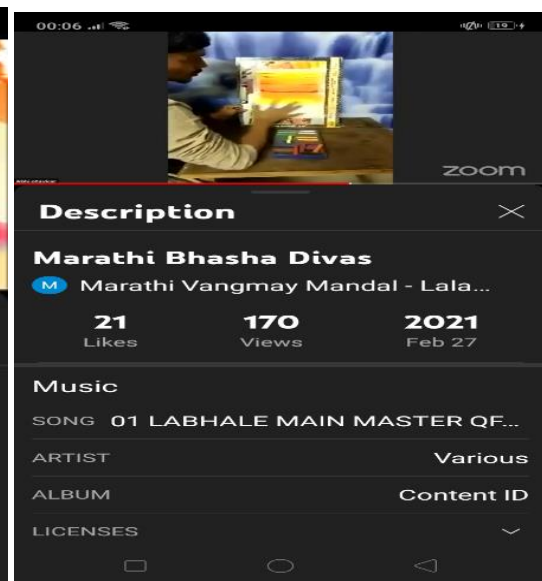 00:06
19
zoom
Description
Marathi Bhasha Divas
M Marathi Vangmay Mandal - Lala...
21 170 2021
Likes Views Feb 27
Music
SONG 01 LABHALE MAIN MASTER QF...
ARTIST Various
ALBUM Content ID
LICENSES